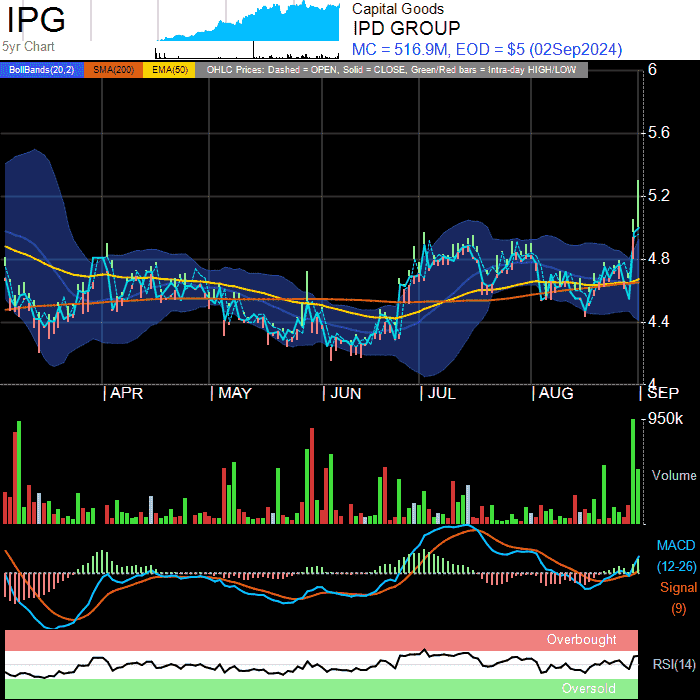 IPG
Capital Goods
IPD GROUP
5yr Chart
MC = 516.9M, EOD = $5 (02Sep2024)
BollBands(20,2) SMA(200) EMA(50) OHLC Prices: Dashed = OPEN, Solid = CLOSE, Green/Red bars = Intra-day HIGH/LOW
6
5.6
5.2
4.8
4.4
4
APR MAY JUN JUL AUG SEP
950k
Volume
MACD
(12-26)
Signal
(9)
Overbought
RSI(14)
Oversold